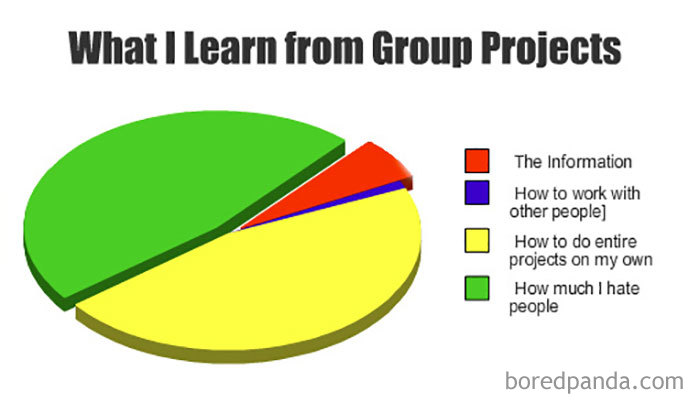 What I Learn from Group Projects
The Information
How to work with
other people]
How to do entire
projects on my own
How much I hate
people
boredpanda.com